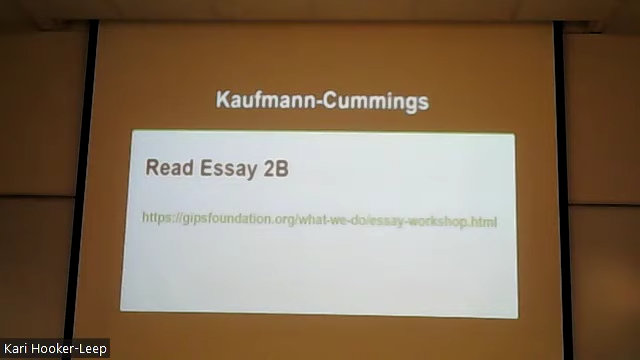 Kaufmann-Cummings
Read Essay 2B
https://gipsfoundation.org/what-we-do/essay-workshop.html
Kari Hooker-Leep